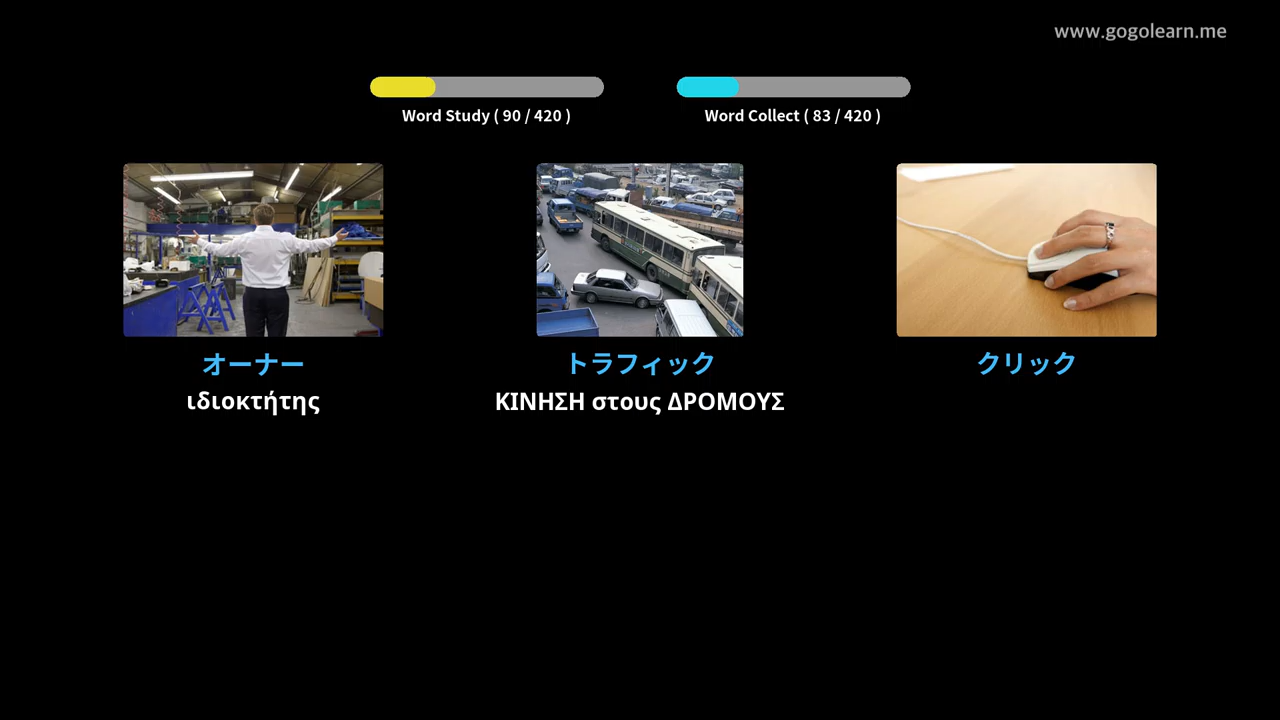 www.gogolearn.me
Word Study ( 90 / 420 )
Word Collect ( 83 / 420 )
オーナー
トラフィック
クリック
ιδιοκτήτης
ΚΙΝΗΣΗ στους ΔΡΟΜΟΥΣ